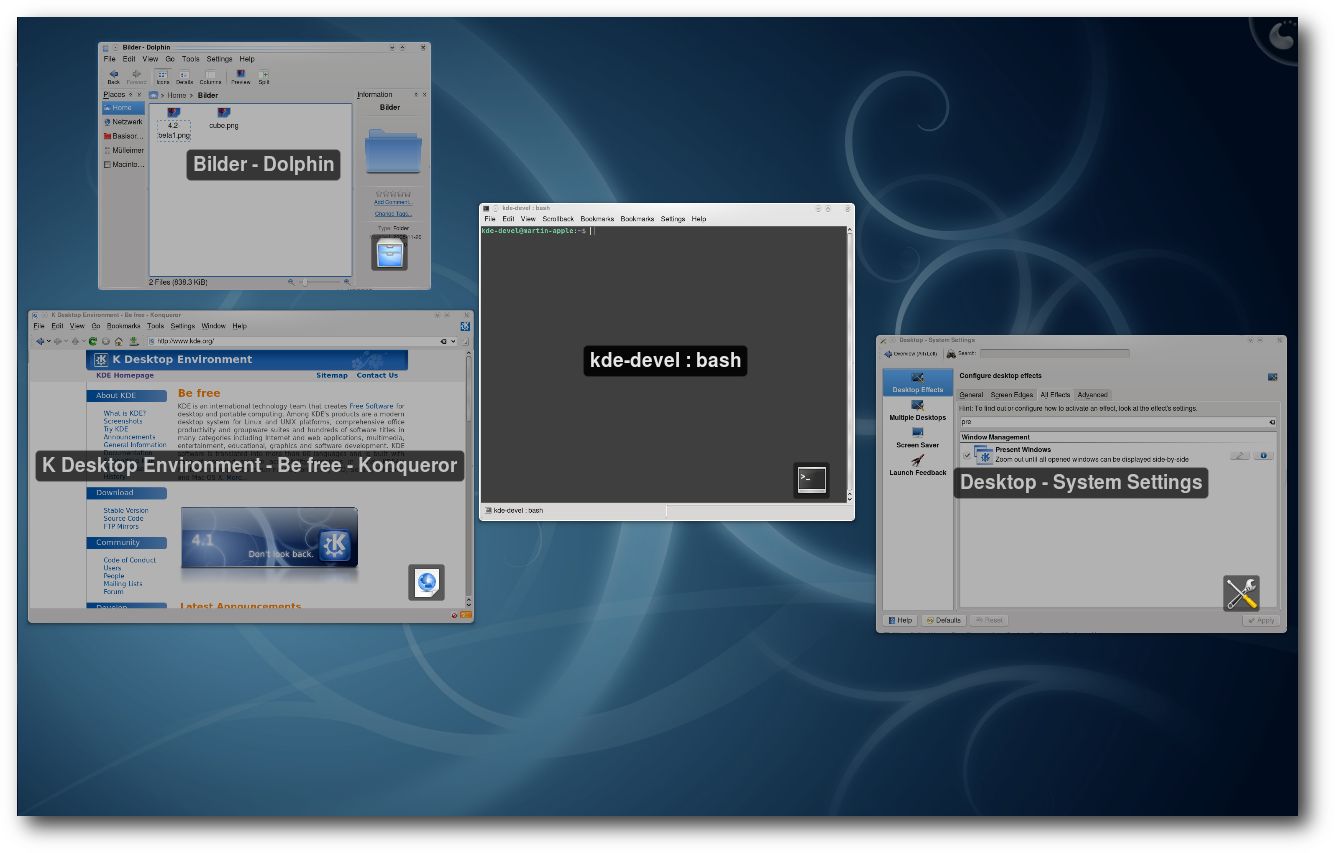 Bilder - Dolphin
File Edit View Go Tools Settings Help
Back Forward Icons Details Columns Preview Split
Places
> Home > Bilder
Information
Home
Netzwerk
Basisor...
Mülleimer
Macinto...
4.2
beta1.png
cube.png
Bilder
Bilder - Dolphin
Add Comment...
Change Tags...
Type: Folder
2 Files (838.3 KiB)
kde-devel : bash
File Edit View Scrollback Bookmarks Bookmarks Settings Help
kde-devel@martin-apple:~$
kde-devel : bash
kde-devel : bash
K Desktop Environment - Be free - Konqueror
File Edit View Go Bookmarks Tools Settings Window Help
http://www.kde.org/
K Desktop Environment
KDE Homepage Sitemap Contact Us
About KDE
What is KDE?
Screenshots
Try KDE
Announcements
General Information
History
Download
Stable Version
Source Code
FTP Mirrors
Community
Code of Conduct
Users
People
Mailing Lists
Forum
Develop
Be free
KDE is an international technology team that creates Free Software for
desktop and portable computing. Among KDE's products are a modern
desktop system for Linux and UNIX platforms, comprehensive office
productivity and groupware suites and hundreds of software titles in
many categories including Internet and web applications, multimedia,
entertainment, educational, graphics and software development. KDE
K Desktop Environment - Be free - Konqueror
4.1
Don't look back.
Latest Announcements
Desktop - System Settings
Overview (Alt+Left) Search:
Desktop Effects
Multiple Desktops
Screen Saver
Launch Feedback
Configure desktop effects
General Screen Edges All Effects Advanced
Hint: To find out or configure how to activate an effect, look at the effect's settings.
pre
Window Management
Present Windows
Zoom out until all opened windows can be displayed side-by-side
Desktop - System Settings
Help Defaults Reset Apply